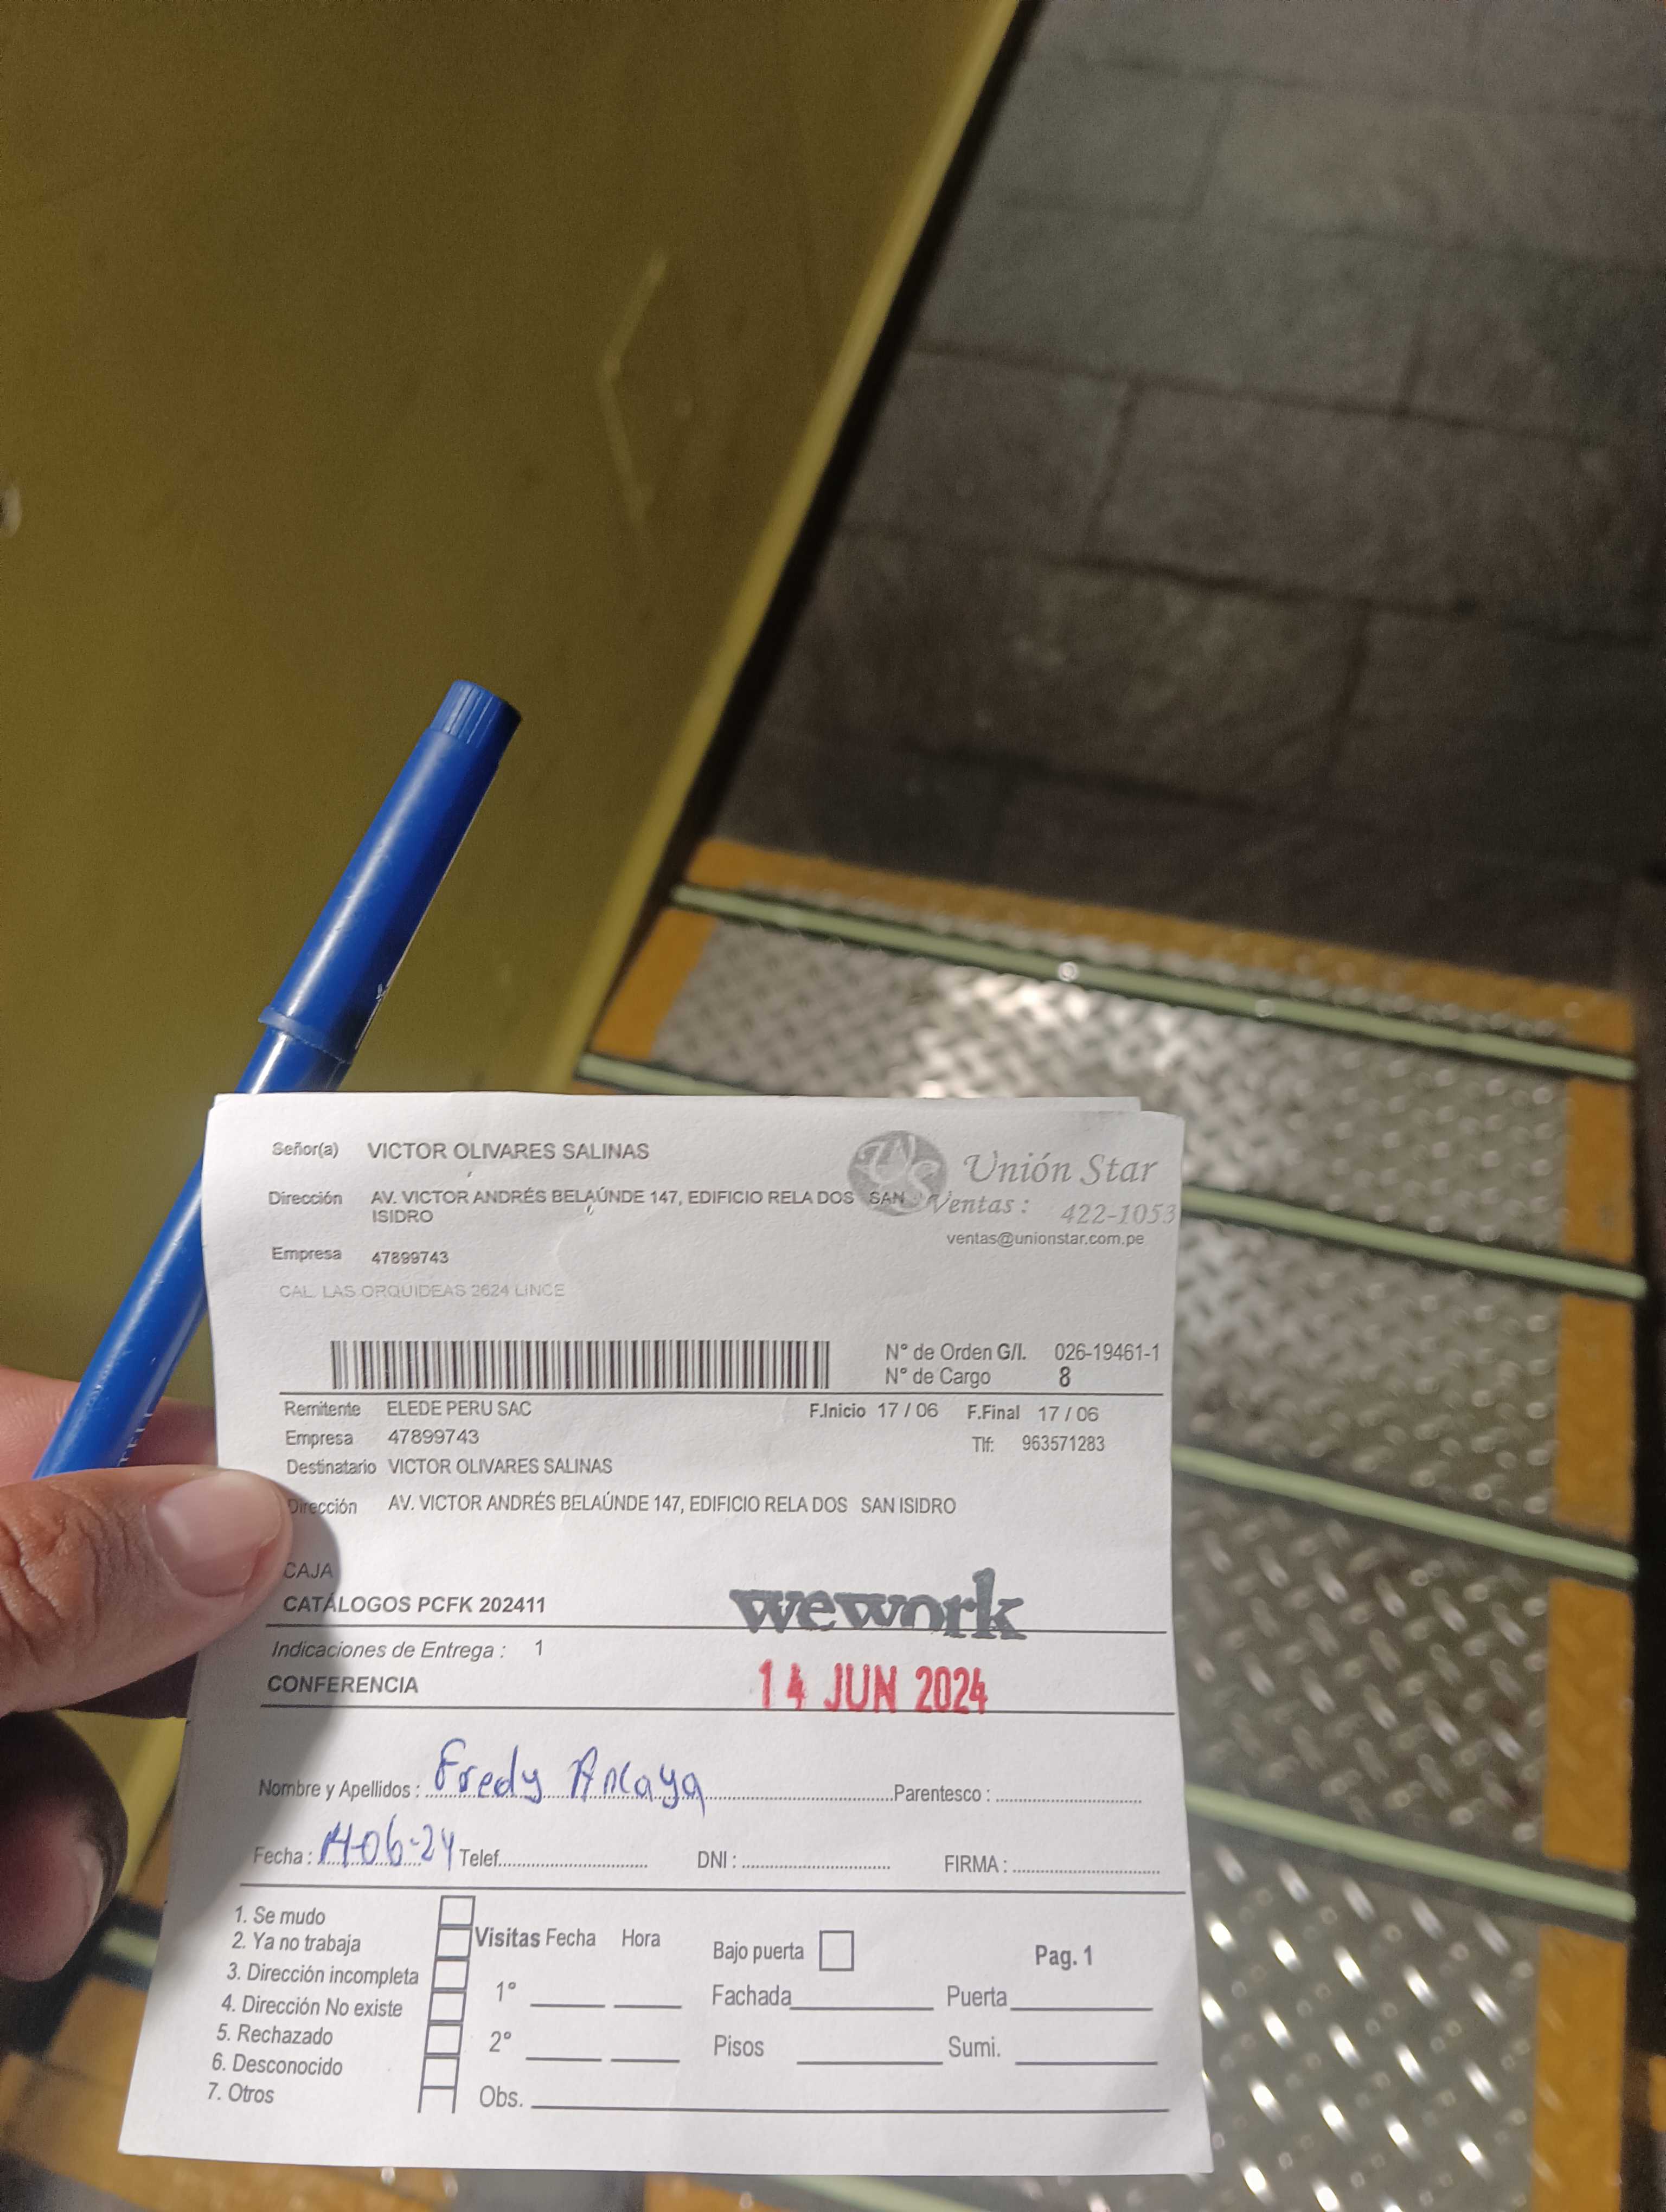 Señor(a) VICTOR OLIVARES SALINAS
Unión Star
Dirección AV. VICTOR ANDRÉS BELAÚNDE 147, EDIFICIO RELA DOS SAN
ISIDRO
Ventas : 422-1053
ventas@unionstar.com.pe
Empresa 47899743
CAL. LAS ORQUIDEAS 2624 LINCE
N° de Orden G/I. 026-19461-1
N° de Cargo 8
Remitente ELEDE PERU SAC F.Inicio 17 / 06 F.Final 17 / 06
Empresa 47899743 Tlf: 963571283
Destinatario VICTOR OLIVARES SALINAS
Dirección AV. VICTOR ANDRÉS BELAÚNDE 147, EDIFICIO RELA DOS SAN ISIDRO
CAJA
CATÁLOGOS PCFK 202411
wework
Indicaciones de Entrega : 1
CONFERENCIA
14 JUN 2024
Nombre y Apellidos : Fredy Ancaya Parentesco :
Fecha : 14-06-24 Telef. DNI : FIRMA :
1. Se mudo
2. Ya no trabaja
3. Dirección incompleta
4. Dirección No existe
5. Rechazado
6. Desconocido
7. Otros
Visitas Fecha Hora
1°
2°
Obs.
Bajo puerta
Pag. 1
Fachada Puerta
Pisos Sumi.